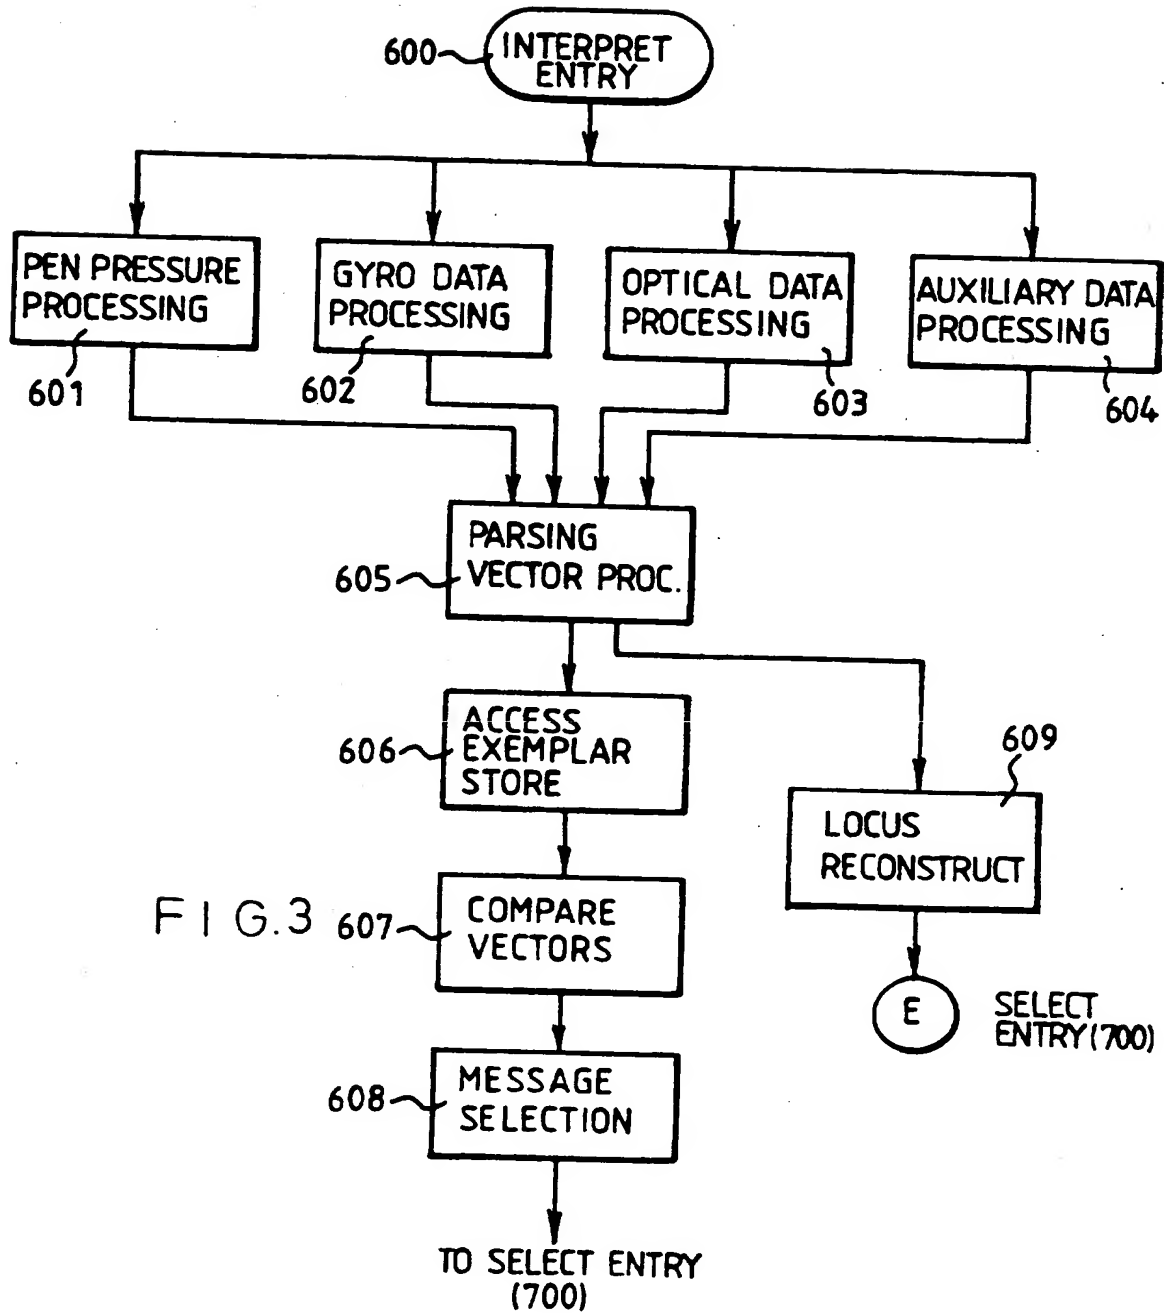 600
INTERPRET
ENTRY
PEN PRESSURE
PROCESSING
601
GYRO DATA
PROCESSING
602
OPTICAL DATA
PROCESSING
603
AUXILIARY DATA
PROCESSING
604
PARSING
VECTOR PROC.
605
ACCESS
EXEMPLAR
STORE
606
609
LOCUS
RECONSTRUCT
FIG.3
607
COMPARE
VECTORS
E
SELECT
ENTRY(700)
608
MESSAGE
SELECTION
TO SELECT ENTRY
(700)